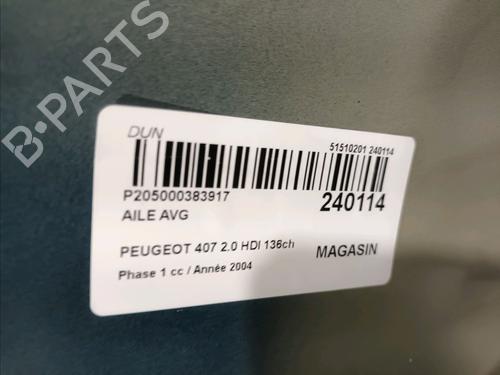 B-PARTS
DUN
51510201 240114
P205000383917
240114
AILE AVG
PEUGEOT 407 2.0 HDI 136ch
MAGASIN
Phase 1 cc / Année 2004